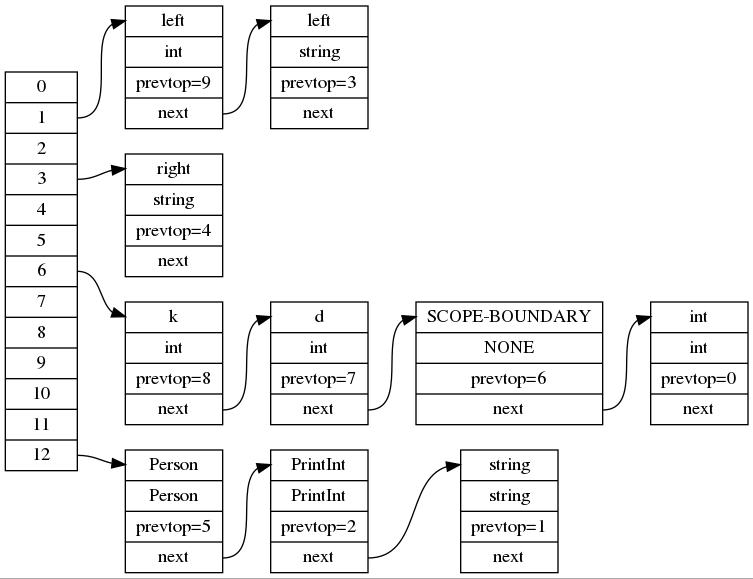 0
1
2
3
4
5
6
7
8
9
10
11
12
left
int
prevtop=9
next
left
string
prevtop=3
next
right
string
prevtop=4
next
k
int
prevtop=8
next
d
int
prevtop=7
next
SCOPE-BOUNDARY
NONE
prevtop=6
next
int
int
prevtop=0
next
Person
Person
prevtop=5
next
PrintInt
PrintInt
prevtop=2
next
string
string
prevtop=1
next